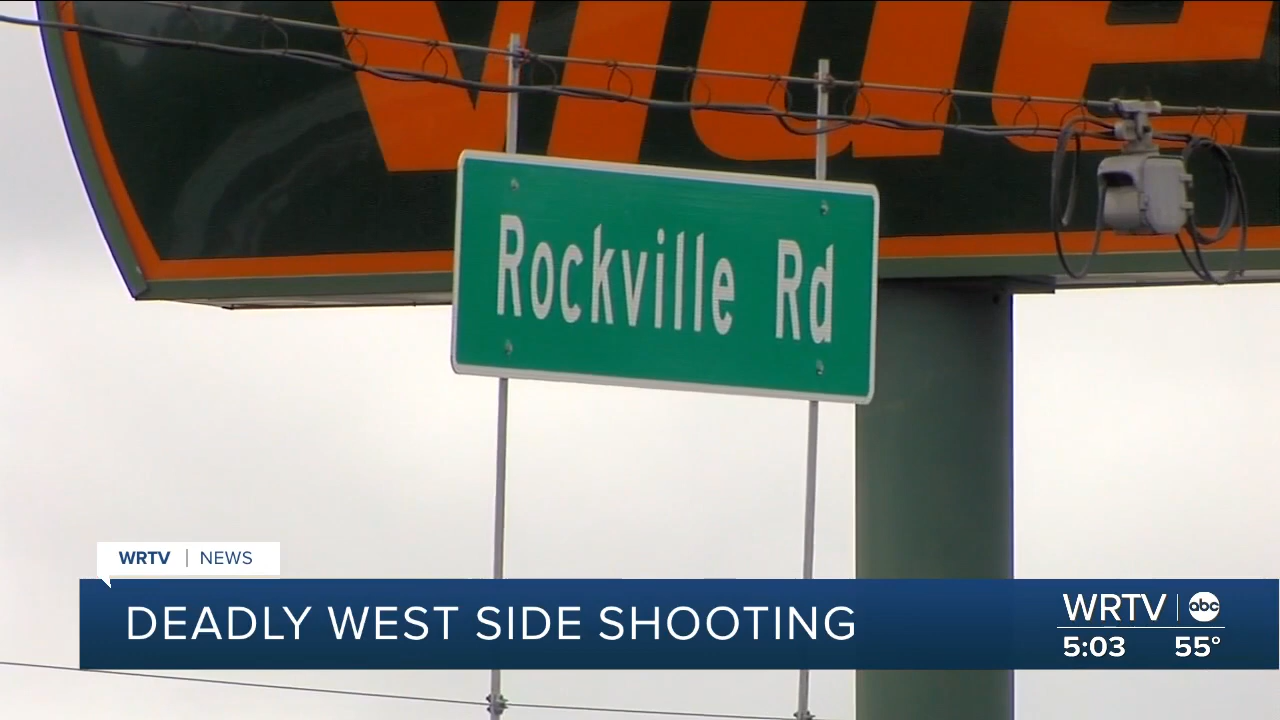 Rockville Rd
WRTV | NEWS
DEADLY WEST SIDE SHOOTING
WRTV | abc
5:03 55°